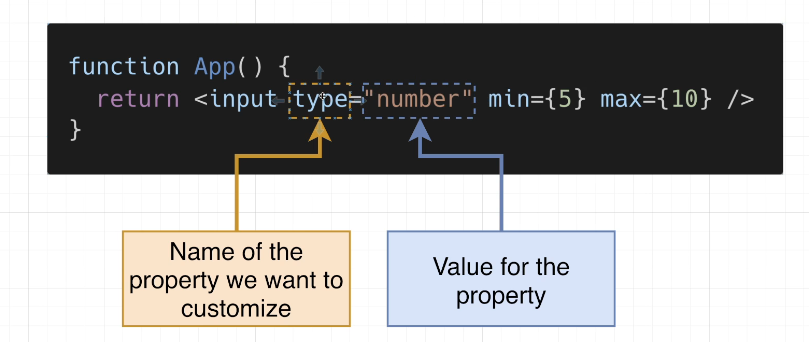 function App() {
return <input type="number" min={5} max={10} />
}
Name of the
property we want to
customize
Value for the
property